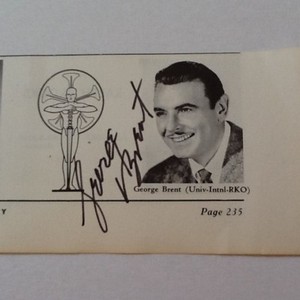 George
Brent
George Brent (Univ-Intnl-RKO)
Y
Page 235